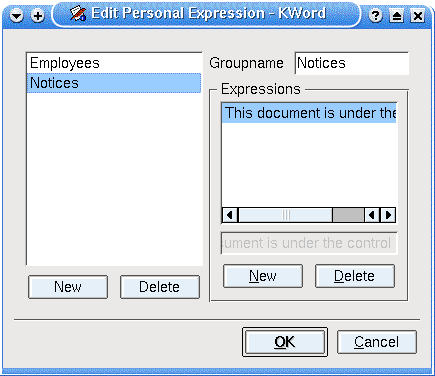 Edit Personal Expression - KWord
Employees
Notices
Groupname
Notices
Expressions
This document is under the
ument is under the control
New
Delete
New
Delete
OK
Cancel